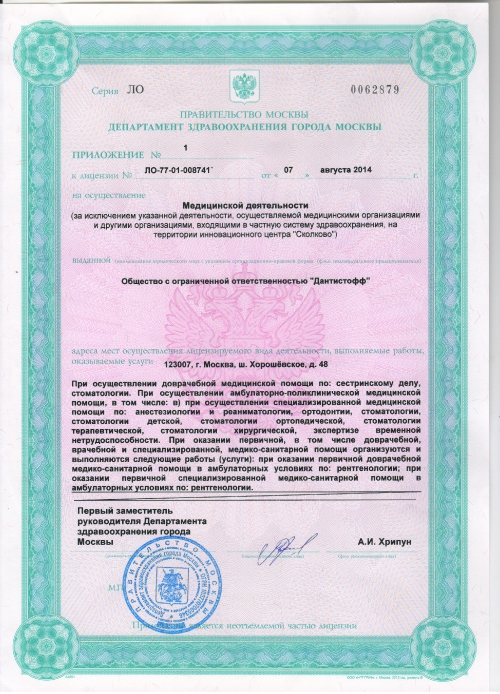 Серия ЛО
0062879
ПРАВИТЕЛЬСТВО МОСКВЫ
ДЕПАРТАМЕНТ ЗДРАВООХРАНЕНИЯ ГОРОДА МОСКВЫ
ПРИЛОЖЕНИЕ № 1
к лицензии № ЛО-77-01-008741 от « 07 » августа 2014 г.
на осуществление
Медицинской деятельности
(за исключением указанной деятельности, осуществляемой медицинскими организациями
и другими организациями, входящими в частную систему здравоохранения, на
территории инновационного центра "Сколково")
выданной
Общество с ограниченной ответственностью "Дантистофф"
адреса мест осуществления лицензируемого вида деятельности, выполняемые работы,
оказываемые услуги 123007, г. Москва, ш. Хорошёвское, д. 48
При осуществлении доврачебной медицинской помощи по: сестринскому делу,
стоматологии. При осуществлении амбулаторно-поликлинической медицинской
помощи, в том числе: в) при осуществлении специализированной медицинской
помощи по: анестезиологии и реаниматологии, ортодонтии, стоматологии,
стоматологии детской, стоматологии ортопедической, стоматологии
терапевтической, стоматологии хирургической, экспертизе временной
нетрудоспособности. При оказании первичной, в том числе доврачебной,
врачебной и специализированной, медико-санитарной помощи организуются и
выполняются следующие работы (услуги): при оказании первичной доврачебной
медико-санитарной помощи в амбулаторных условиях по: рентгенологии; при
оказании первичной специализированной медико-санитарной помощи в
амбулаторных условиях по: рентгенологии.
Первый заместитель
руководителя Департамента
здравоохранения города
Москвы
А.И. Хрипун
М.П.
является неотъемлемой частью лицензии